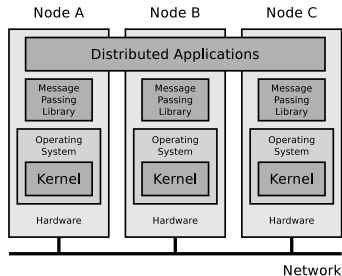 Node A
Node B
Node C
Distributed Applications
Message
Passing
Library
Message
Passing
Library
Message
Passing
Library
Operating
System
Operating
System
Operating
System
Kernel
Kernel
Kernel
Hardware
Hardware
Hardware
Network